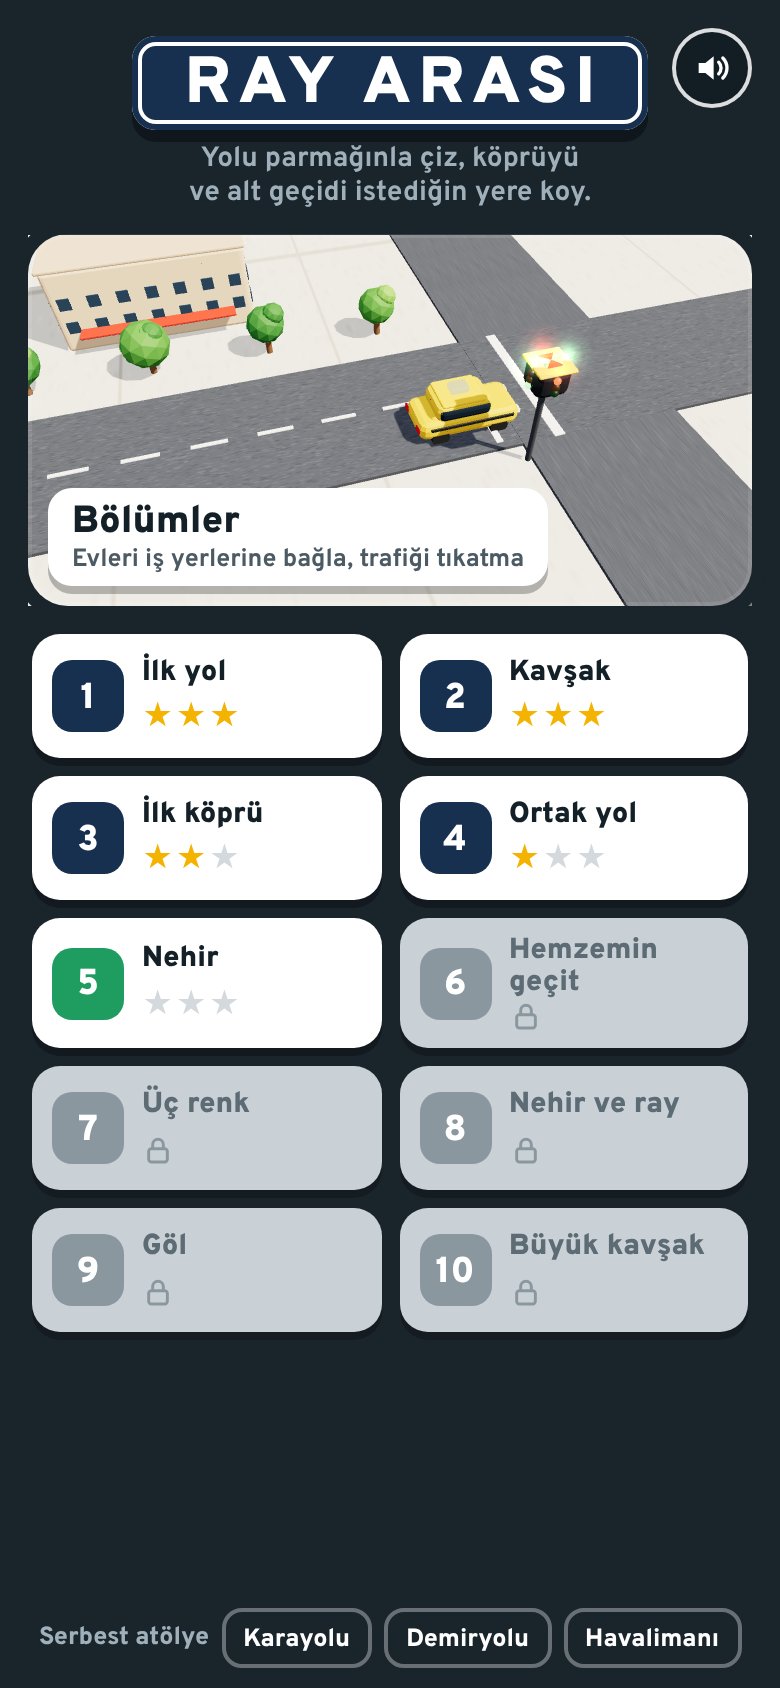 RAY ARASI
Yolu parmağınla çiz, köprüyü
ve alt geçidi istediğin yere koy.
Bölümler
Evleri iş yerlerine bağla, trafiği tıkatma
1
İlk yol
2
Kavşak
3
İlk köprü
4
Ortak yol
5
Nehir
6
Hemzemin
geçit
7
Üç renk
8
Nehir ve ray
9
Göl
10
Büyük kavşak
Serbest atölye
Karayolu
Demiryolu
Havalimanı